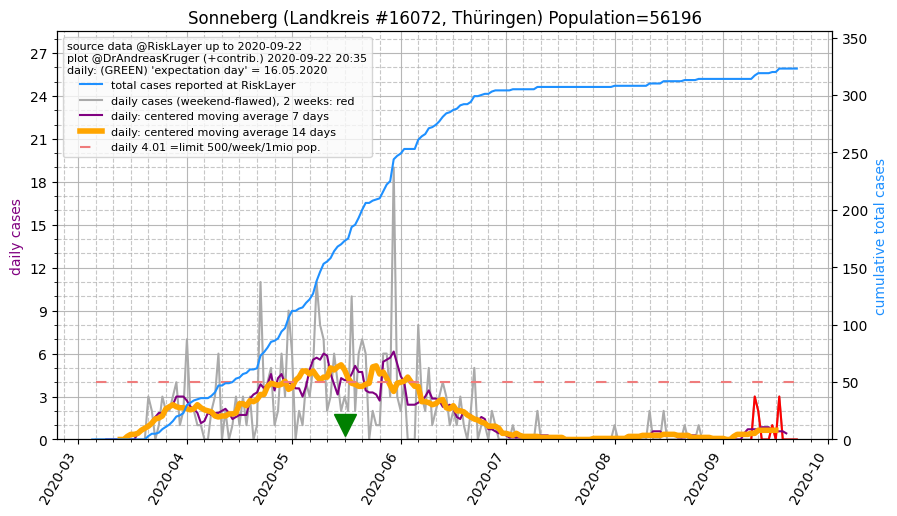 Sonneberg (Landkreis #16072, Thüringen) Population=56196
source data @RiskLayer up to 2020-09-22
plot @DrAndreasKruger (+contrib.) 2020-09-22 20:35
daily: (GREEN) 'expectation day' = 16.05.2020
total cases reported at RiskLayer
daily cases (weekend-flawed), 2 weeks: red
daily: centered moving average 7 days
daily: centered moving average 14 days
daily 4.01 =limit 500/week/1mio pop.
daily cases
27
24
21
18
15
12
9
6
3
0
350
300
250
200
150
100
50
0
cumulative total cases
2020-03
2020-04
2020-05
2020-06
2020-07
2020-08
2020-09
2020-10